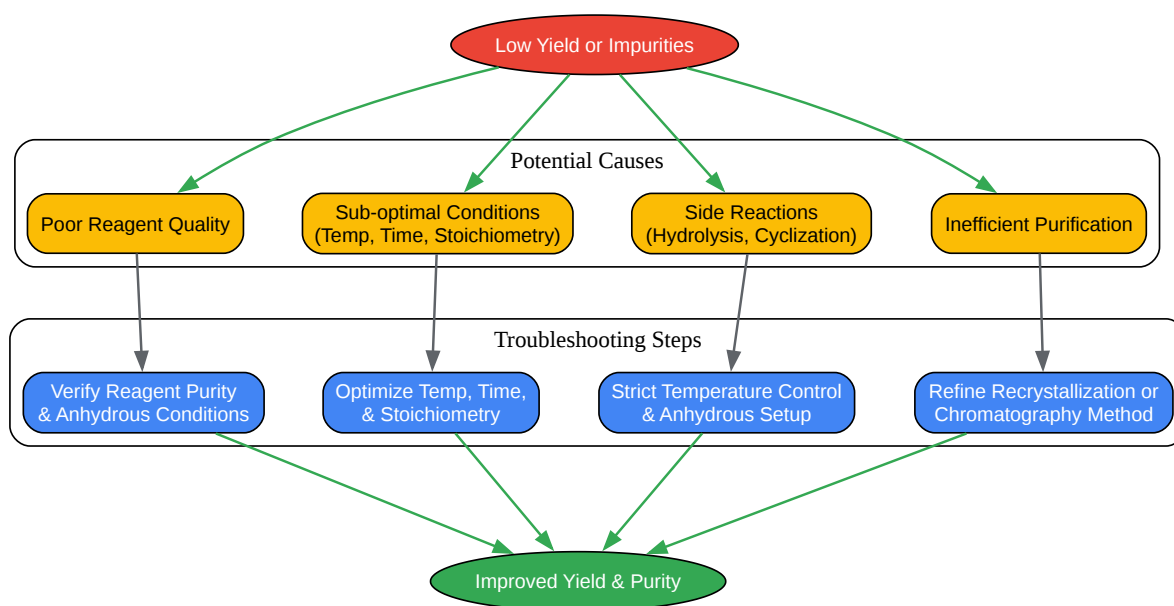 Low Yield or Impurities
Potential Causes
Poor Reagent Quality
Sub-optimal Conditions
(Temp, Time, Stoichiometry)
Side Reactions
(Hydrolysis, Cyclization)
Inefficient Purification
Troubleshooting Steps
Verify Reagent Purity
& Anhydrous Conditions
Optimize Temp, Time,
& Stoichiometry
Strict Temperature Control
& Anhydrous Setup
Refine Recrystallization or
Chromatography Method
Improved Yield & Purity